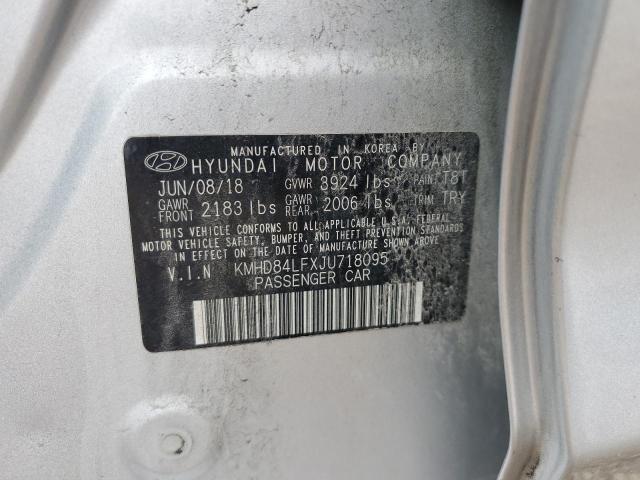 MANUFACTURED IN KOREA BY
HYUNDAI MOTOR COMPANY
JUN/08/18 GVWR 3924 lbs PAINT T8T
GAWR FRONT 2183 lbs GAWR REAR 2006 lbs TRIM TRY
THIS VEHICLE CONFORMS TO ALL APPLICABLE U.S.A. FEDERAL
MOTOR VEHICLE SAFETY, BUMPER, AND THEFT PREVENTION STANDARDS
IN EFFECT ON THE DATE OF MANUFACTURE SHOWN ABOVE.
V.I.N KMHD84LFXJU718095
PASSENGER CAR